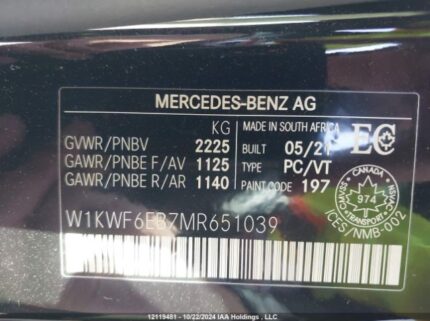 MERCEDES-BENZ AG
KG
MADE IN SOUTH AFRICA
GVWR/PNBV 2225 BUILT 05/21 EC
GAWR/PNBE F/AV 1125 TYPE PC/VT
GAWR/PNBE R/AR 1140 PAINT CODE 197
CANADA
974
ICES/NMB-002
W1KWF6EB7MR651039
12119481 - 10/22/2024 IAA Holdings, LLC | Copyright